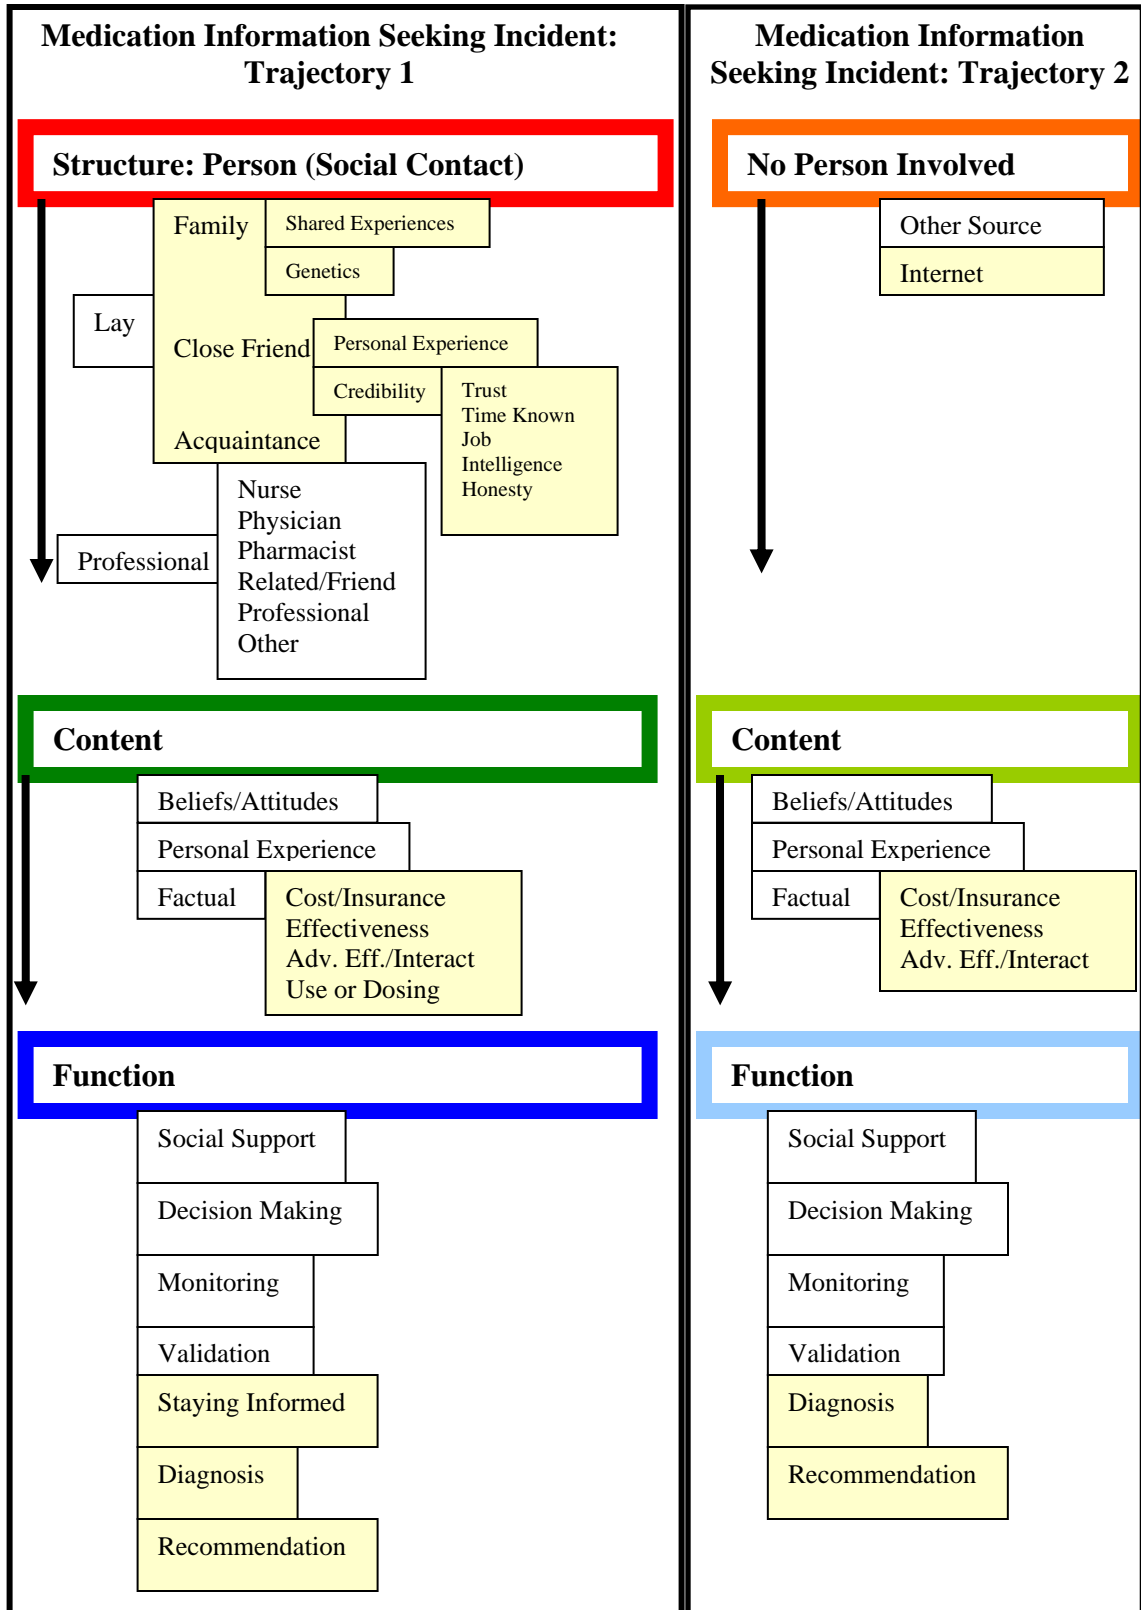 Medication Information Seeking Incident:
Trajectory 1
Structure: Person (Social Contact)
Family
Shared Experiences
Genetics
Lay
Close Friend
Personal Experience
Credibility
Trust
Time Known
Job
Intelligence
Honesty
Acquaintance
Nurse
Physician
Pharmacist
Related/Friend
Professional
Other
Professional
Content
Beliefs/Attitudes
Personal Experience
Factual
Cost/Insurance
Effectiveness
Adv. Eff./Interact
Use or Dosing
Function
Social Support
Decision Making
Monitoring
Validation
Staying Informed
Diagnosis
Recommendation
Medication Information
Seeking Incident: Trajectory 2
No Person Involved
Other Source
Internet
Content
Beliefs/Attitudes
Personal Experience
Factual
Cost/Insurance
Effectiveness
Adv. Eff./Interact
Function
Social Support
Decision Making
Monitoring
Validation
Diagnosis
Recommendation